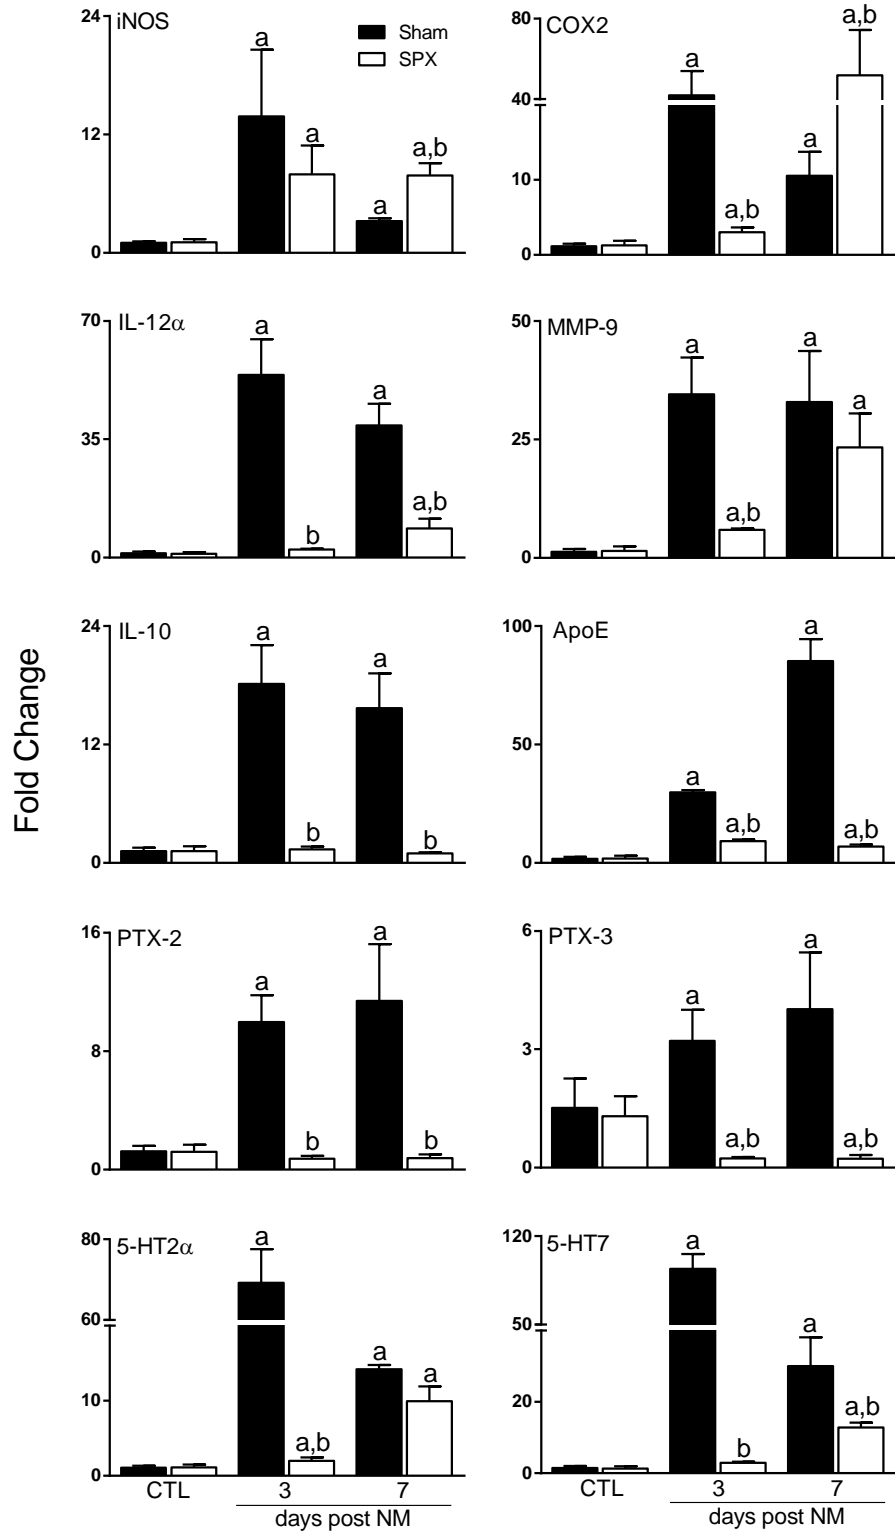 Fold Change
iNOS
Sham
SPX
24
12
0
a
a
a
a,b
COX2
80
40
10
0
a
a,b
a
a,b
IL-12α
70
35
0
a
b
a
a,b
MMP-9
50
25
0
a
a,b
a
a
IL-10
24
12
0
a
b
a
b
ApoE
100
50
0
a
a,b
a
a,b
PTX-2
16
8
0
a
b
a
b
PTX-3
6
3
0
a
a,b
a
a,b
5-HT2α
80
60
10
0
a
a,b
a
a
CTL
3
7
days post NM
5-HT7
120
50
20
0
a
b
a
a,b
CTL
3
7
days post NM